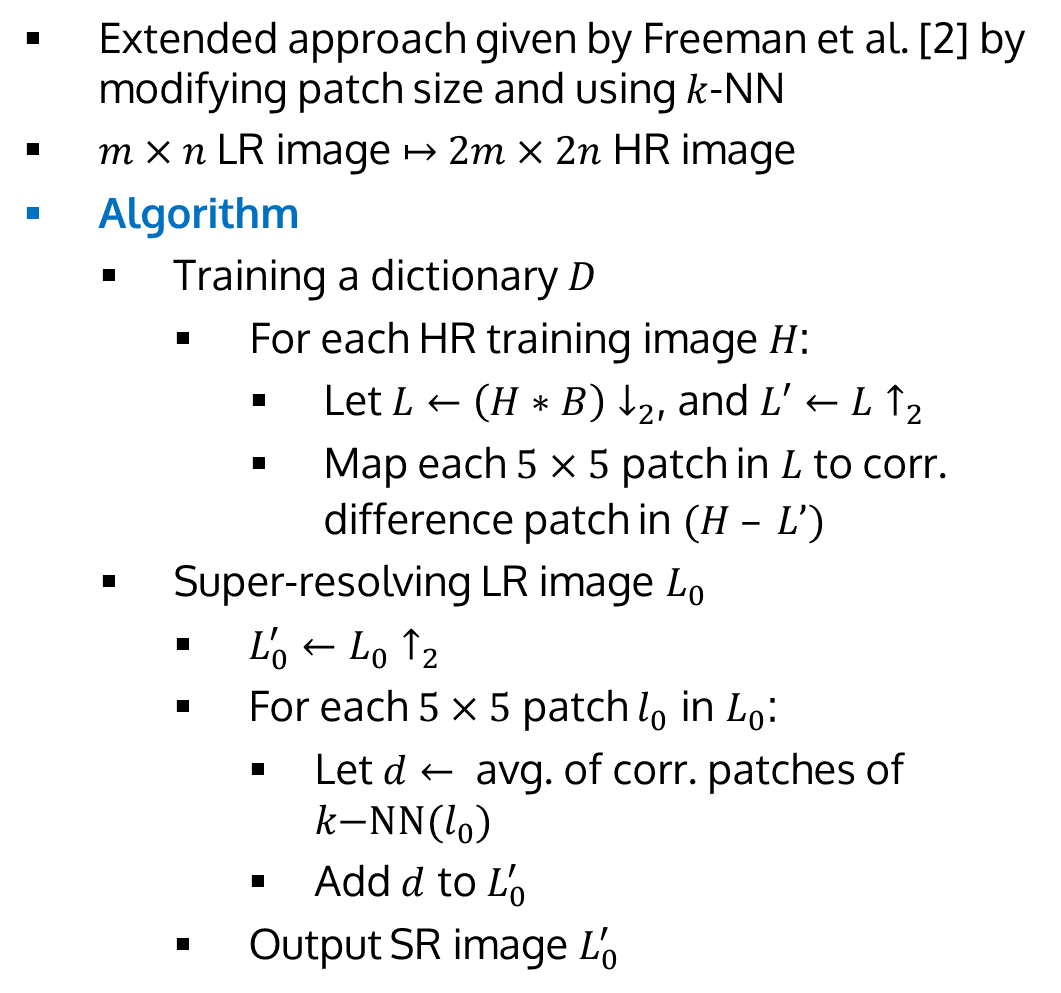 ▪ Extended approach given by Freeman et al. [2] by
modifying patch size and using k-NN
▪ m × n LR image ↦ 2m × 2n HR image
▪ Algorithm
▪ Training a dictionary D
▪ For each HR training image H:
▪ Let L ← (H ∗ B) ↓₂, and L′ ← L ↑₂
▪ Map each 5 × 5 patch in L to corr.
difference patch in (H – L’)
▪ Super-resolving LR image L₀
▪ L₀′ ← L₀ ↑₂
▪ For each 5 × 5 patch l₀ in L₀:
▪ Let d ← avg. of corr. patches of
k−NN(l₀)
▪ Add d to L₀′
▪ Output SR image L₀′